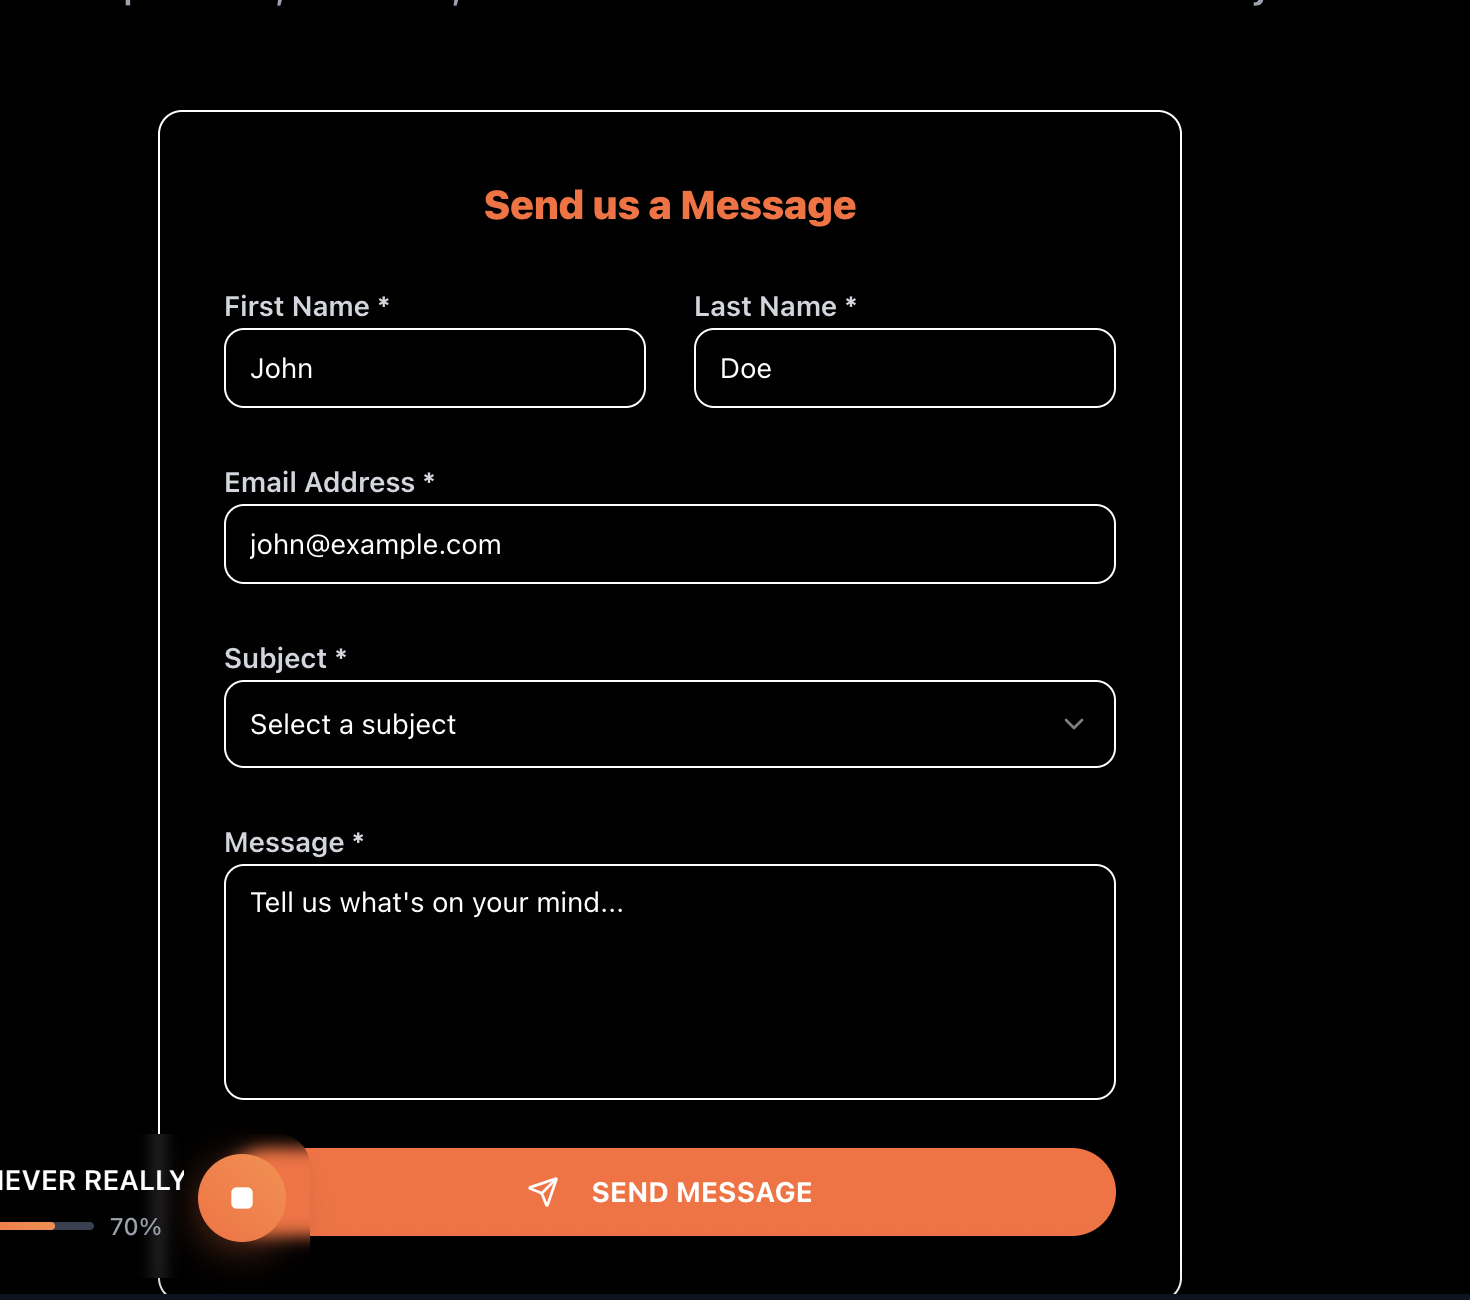 Send us a Message
First Name *
Last Name *
John
Doe
Email Address *
john@example.com
Subject *
Select a subject
Message *
Tell us what's on your mind...
REALLY
70%
SEND MESSAGE